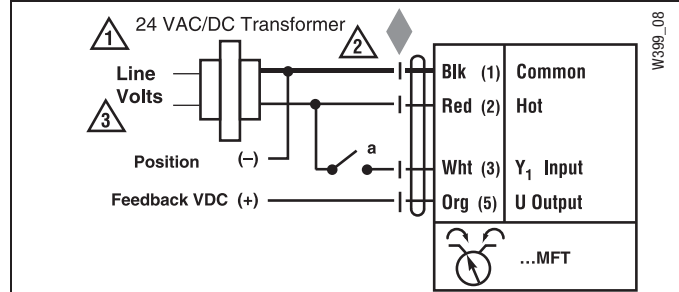 1 24 VAC/DC Transformer
2
W399_08
Line
Volts
3
Blk (1) Common
Red (2) Hot
a
Position (–)
Wht (3) Y1 Input
Feedback VDC (+)
Org (5) U Output
...MFT